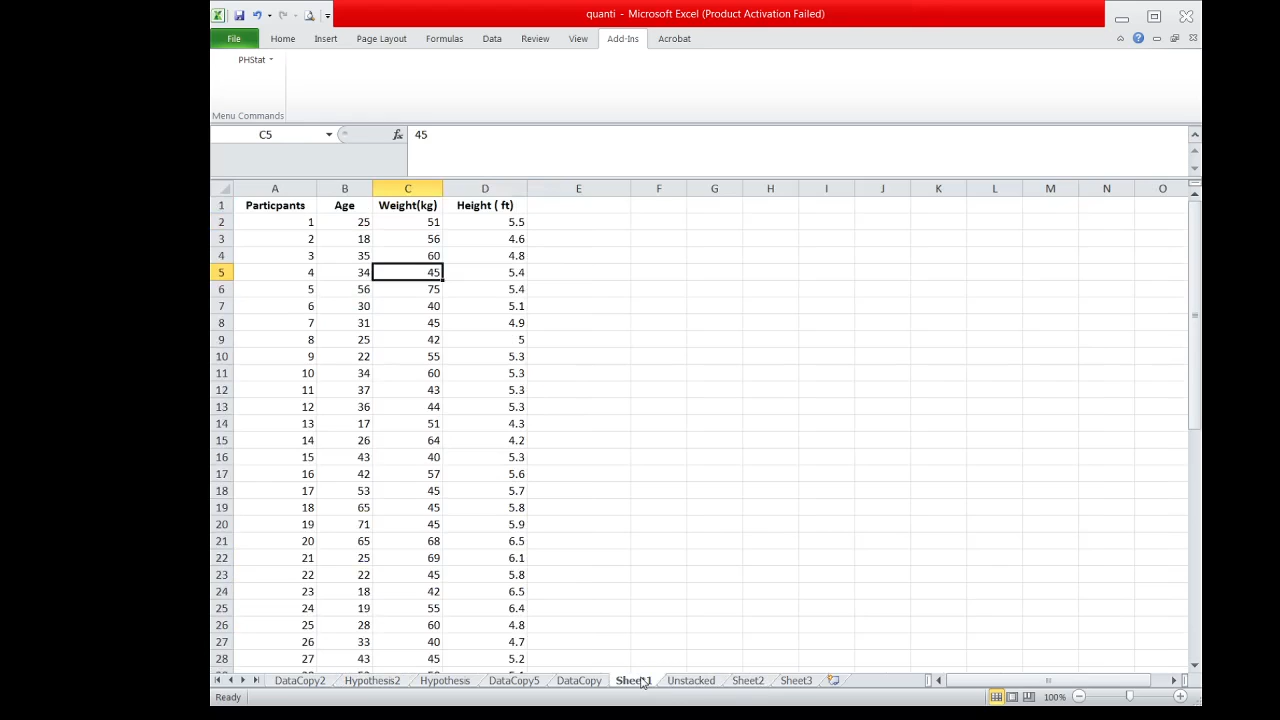 quanti - Microsoft Excel (Product Activation Failed)
File Home Insert Page Layout Formulas Data Review View Add-Ins Acrobat
PHStat
Menu Commands
C5 fx 45
A B C D E F G H I J K L M N O
1 Particpants Age Weight(kg) Height ( ft)
2 1 25 51 5.5
3 2 18 56 4.6
4 3 35 60 4.8
5 4 34 45 5.4
6 5 56 75 5.4
7 6 30 40 5.1
8 7 31 45 4.9
9 8 25 42 5
10 9 22 55 5.3
11 10 34 60 5.3
12 11 37 43 5.3
13 12 36 44 5.3
14 13 17 51 4.3
15 14 26 64 4.2
16 15 43 40 5.3
17 16 42 57 5.6
18 17 53 45 5.7
19 18 65 45 5.8
20 19 71 45 5.9
21 20 65 68 6.5
22 21 25 69 6.1
23 22 22 45 5.8
24 23 18 42 6.5
25 24 19 55 6.4
26 25 28 60 4.8
27 26 33 40 4.7
28 27 43 45 5.2
DataCopy2 Hypothesis2 Hypothesis DataCopy5 DataCopy Sheet1 Unstacked Sheet2 Sheet3
Ready 100%